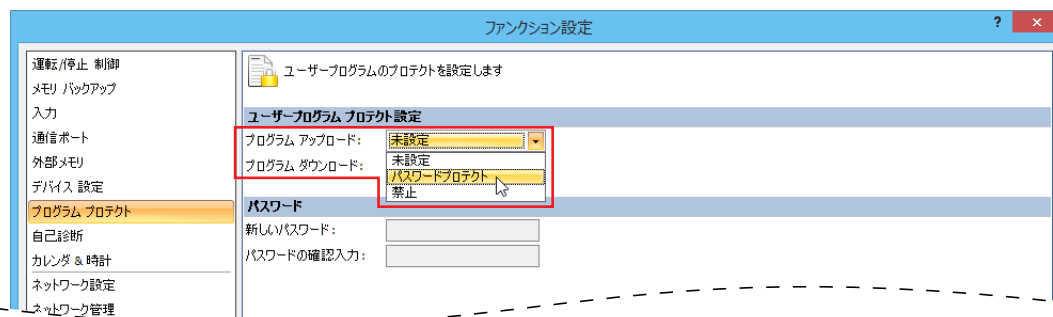 ファンクション設定
? ×
運転/停止 制御
メモリ バックアップ
入力
通信ポート
外部メモリ
デバイス 設定
プログラム プロテクト
自己診断
カレンダ & 時計
ネットワーク設定
ネットワーク管理
ユーザープログラムのプロテクトを設定します
ユーザープログラム プロテクト設定
プログラム アップロード: 未設定
プログラム ダウンロード:
未設定
パスワードプロテクト
禁止
パスワード
新しいパスワード:
パスワードの確認入力: